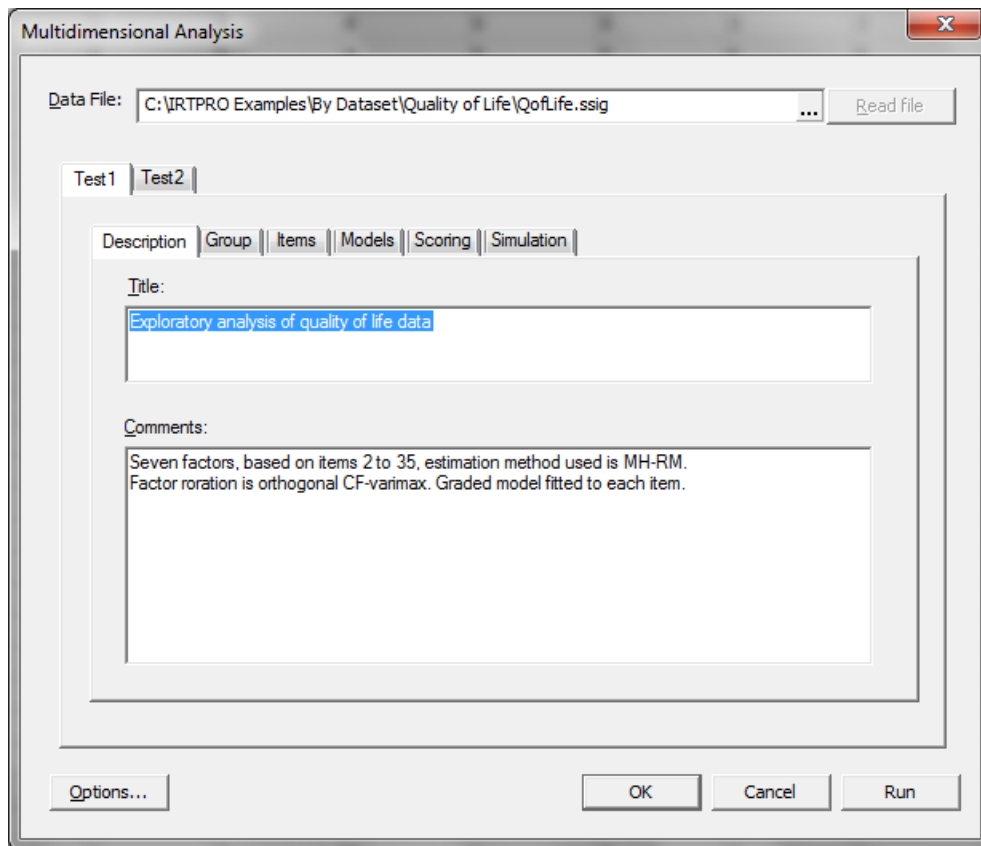 Multidimensional Analysis
Data File: C:\IRTPRO Examples\By Dataset\Quality of Life\QofLife.ssig ... Read file
Test1 Test2
Description Group Items Models Scoring Simulation
Title:
Exploratory analysis of quality of life data
Comments:
Seven factors, based on items 2 to 35, estimation method used is MH-RM.
Factor roration is orthogonal CF-varimax. Graded model fitted to each item.
Options... OK Cancel Run